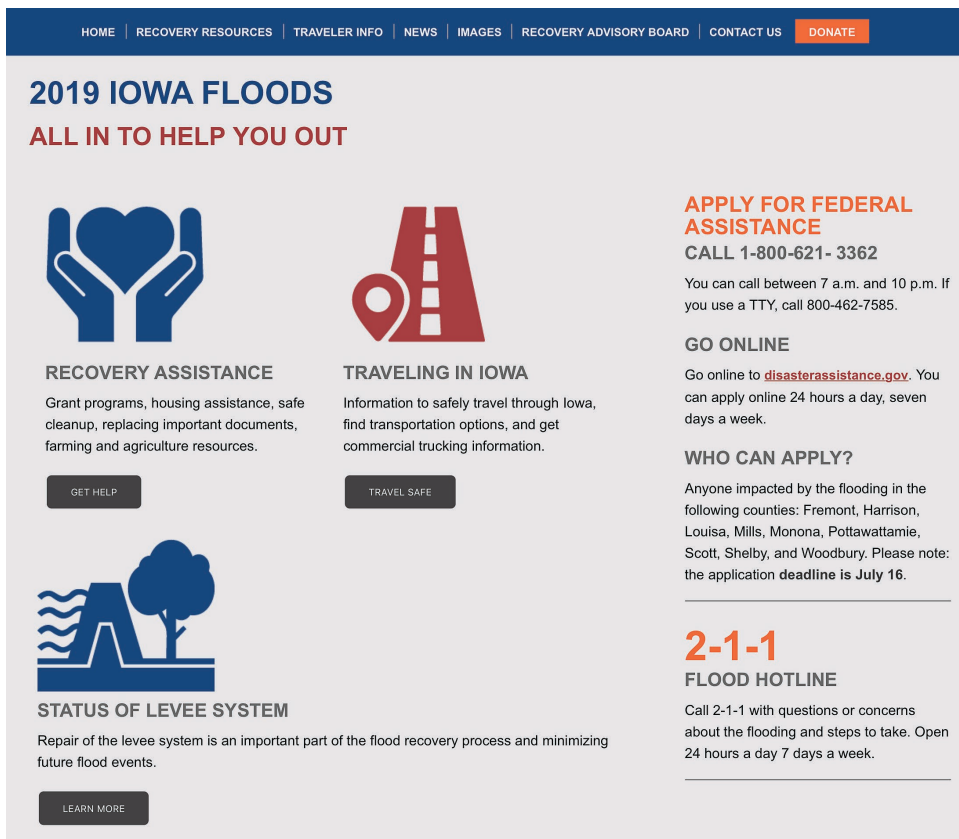 HOME
RECOVERY RESOURCES
TRAVELER INFO
NEWS
IMAGES
RECOVERY ADVISORY BOARD
CONTACT US
DONATE
2019 IOWA FLOODS
ALL IN TO HELP YOU OUT
RECOVERY ASSISTANCE
Grant programs, housing assistance, safe
cleanup, replacing important documents,
farming and agriculture resources.
GET HELP
TRAVELING IN IOWA
Information to safely travel through Iowa,
find transportation options, and get
commercial trucking information.
TRAVEL SAFE
STATUS OF LEVEE SYSTEM
Repair of the levee system is an important part of the flood recovery process and minimizing
future flood events.
LEARN MORE
APPLY FOR FEDERAL
ASSISTANCE
CALL 1-800-621- 3362
You can call between 7 a.m. and 10 p.m. If
you use a TTY, call 800-462-7585.
GO ONLINE
Go online to disasterassistance.gov. You
can apply online 24 hours a day, seven
days a week.
WHO CAN APPLY?
Anyone impacted by the flooding in the
following counties: Fremont, Harrison,
Louisa, Mills, Monona, Pottawattamie,
Scott, Shelby, and Woodbury. Please note:
the application deadline is July 16.
2-1-1
FLOOD HOTLINE
Call 2-1-1 with questions or concerns
about the flooding and steps to take. Open
24 hours a day 7 days a week.